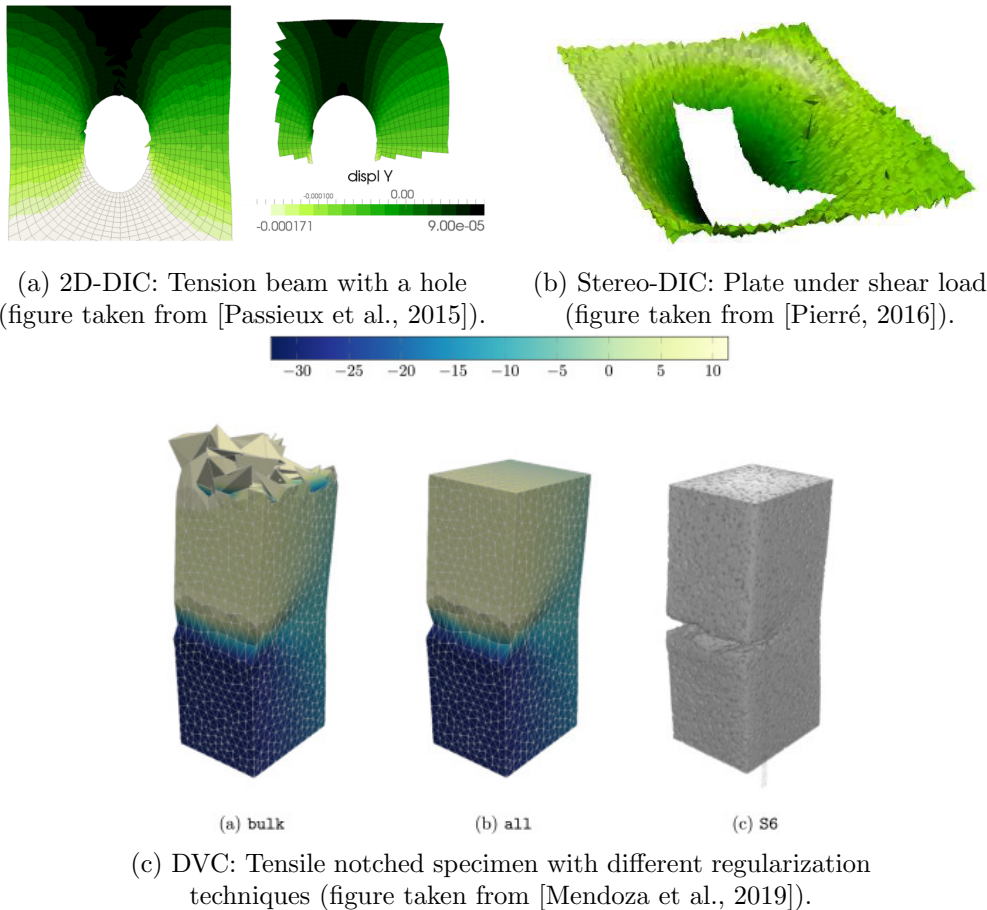 displ Y
-0.000100 0.00
-0.000171 9.00e-05
(a) 2D-DIC: Tension beam with a hole
(figure taken from [Passieux et al., 2015]).
(b) Stereo-DIC: Plate under shear load
(figure taken from [Pierré, 2016]).
−30 −25 −20 −15 −10 −5 0 5 10
(a) bulk
(b) all
(c) S6
(c) DVC: Tensile notched specimen with different regularization
techniques (figure taken from [Mendoza et al., 2019]).